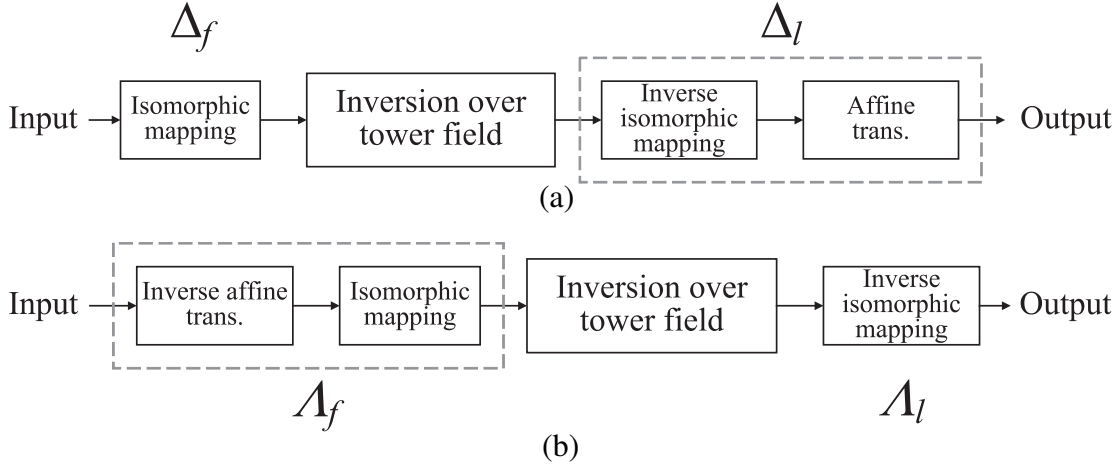 Δf
Δl
Input
Isomorphic
mapping
Inversion over
tower field
Inverse
isomorphic
mapping
Affine
trans.
Output
(a)
Input
Inverse affine
trans.
Isomorphic
mapping
Inversion over
tower field
Inverse
isomorphic
mapping
Output
Λf
Λl
(b)